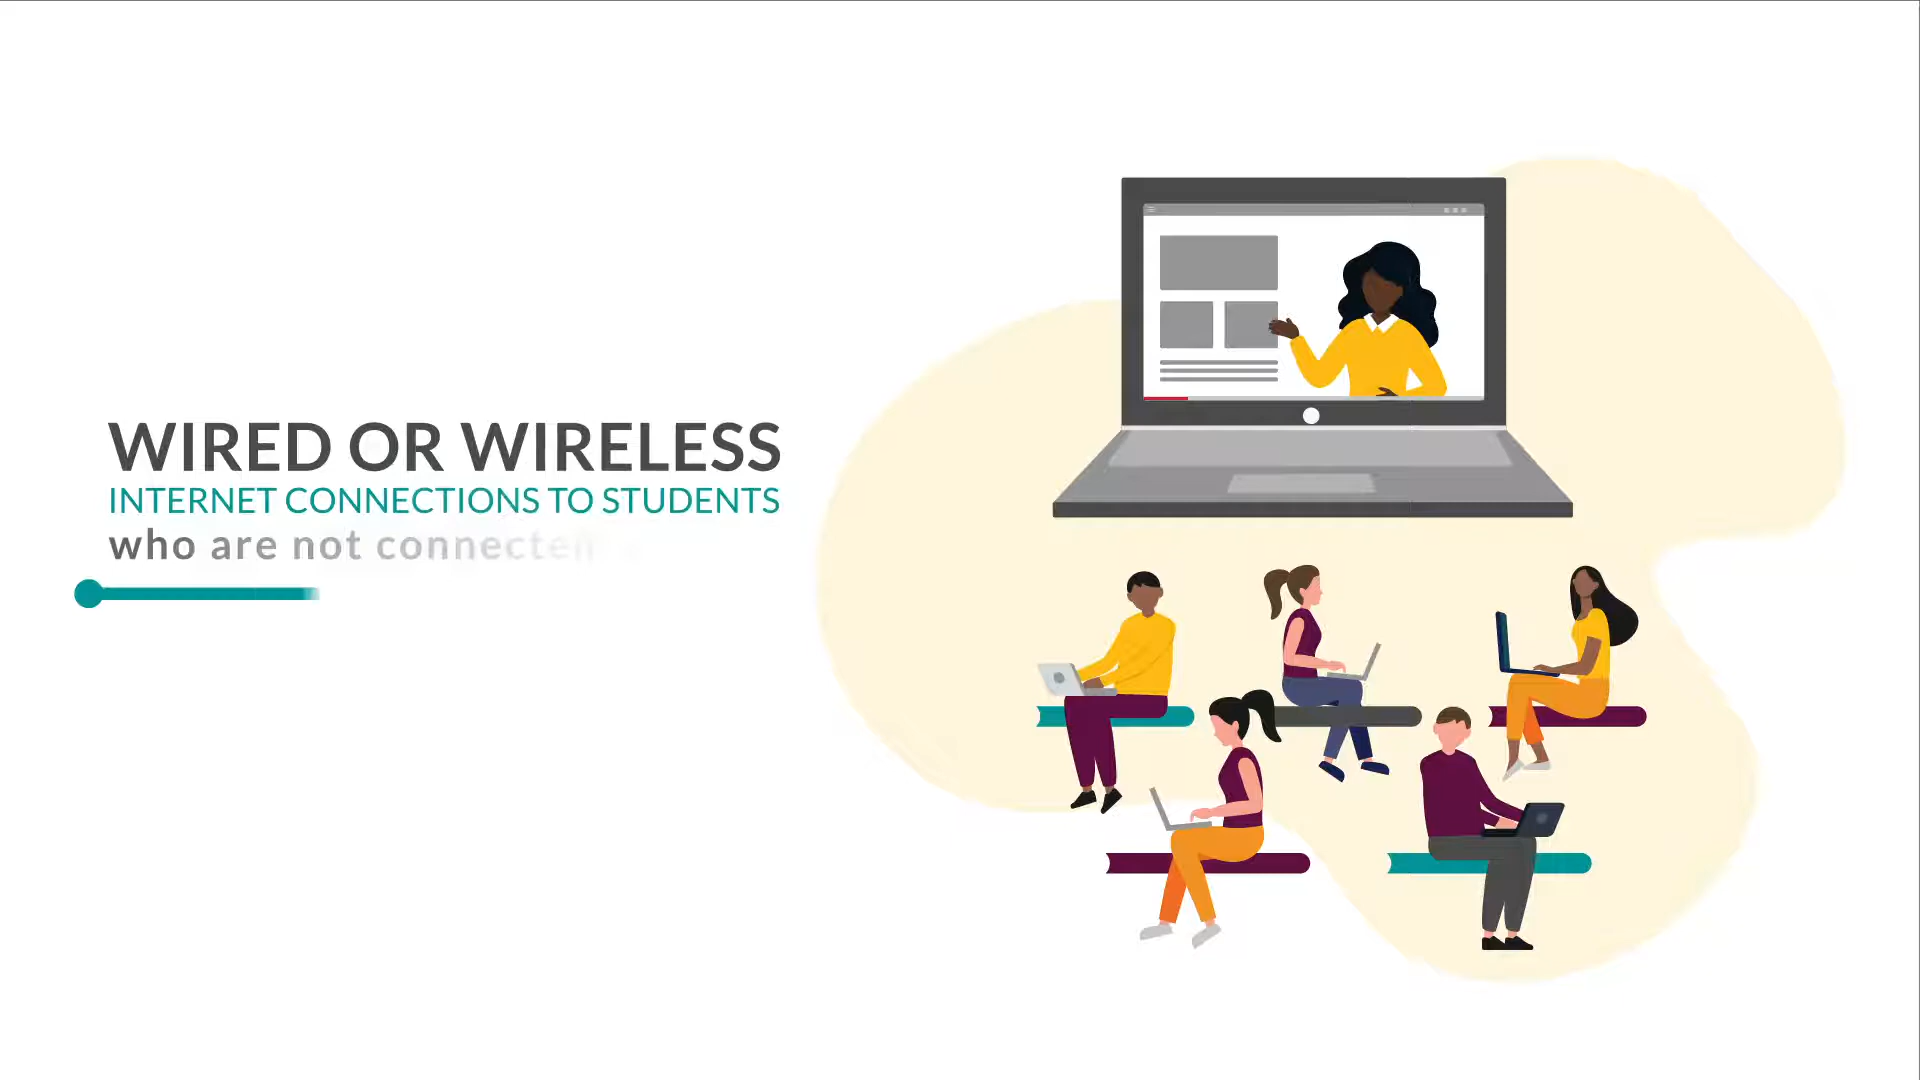 WIRED OR WIRELESS
INTERNET CONNECTIONS TO STUDENTS
who are not